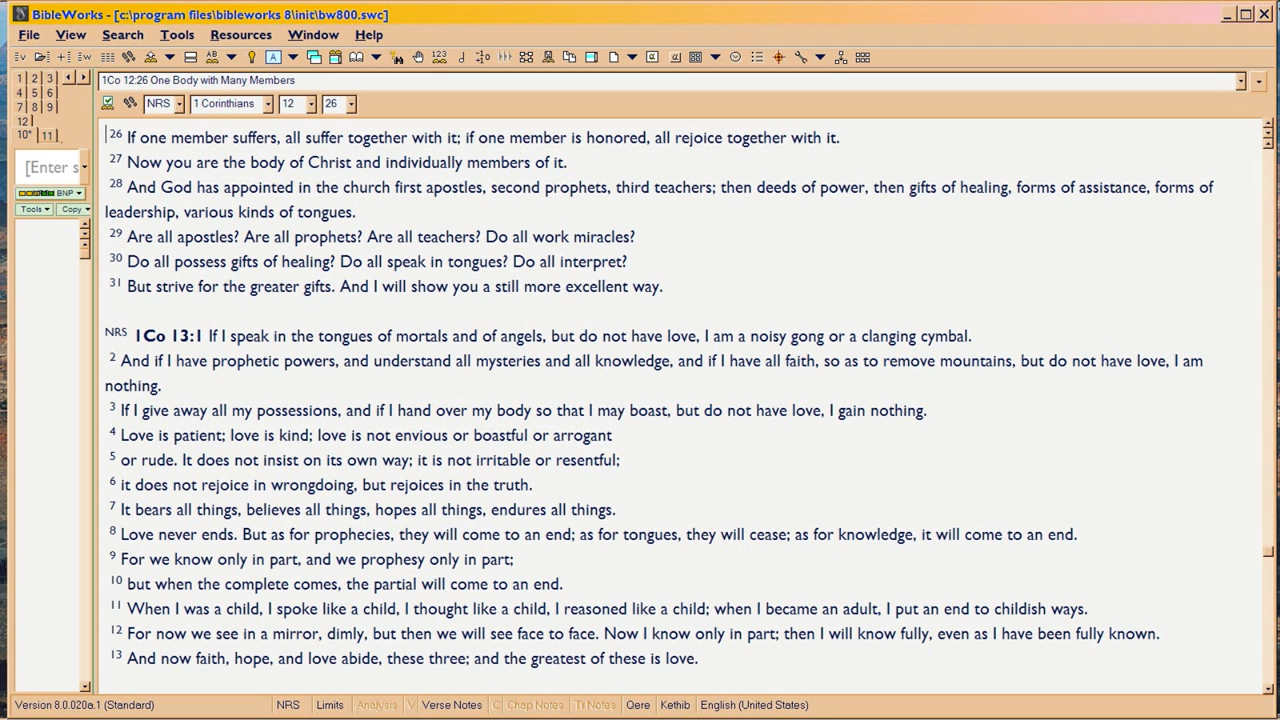 BibleWorks - [c:\program files\bibleworks 8\init\bw800.swc]
File View Search Tools Resources Window Help
1 2 3
4 5 6
7 8 9
12
10* 11
1Co 12:26 One Body with Many Members
NRS 1 Corinthians 12 26
[Enter s
BNP
Tools Copy
26 If one member suffers, all suffer together with it; if one member is honored, all rejoice together with it.
27 Now you are the body of Christ and individually members of it.
28 And God has appointed in the church first apostles, second prophets, third teachers; then deeds of power, then gifts of healing, forms of assistance, forms of
leadership, various kinds of tongues.
29 Are all apostles? Are all prophets? Are all teachers? Do all work miracles?
30 Do all possess gifts of healing? Do all speak in tongues? Do all interpret?
31 But strive for the greater gifts. And I will show you a still more excellent way.
NRS 1Co 13:1 If I speak in the tongues of mortals and of angels, but do not have love, I am a noisy gong or a clanging cymbal.
2 And if I have prophetic powers, and understand all mysteries and all knowledge, and if I have all faith, so as to remove mountains, but do not have love, I am
nothing.
3 If I give away all my possessions, and if I hand over my body so that I may boast, but do not have love, I gain nothing.
4 Love is patient; love is kind; love is not envious or boastful or arrogant
5 or rude. It does not insist on its own way; it is not irritable or resentful;
6 it does not rejoice in wrongdoing, but rejoices in the truth.
7 It bears all things, believes all things, hopes all things, endures all things.
8 Love never ends. But as for prophecies, they will come to an end; as for tongues, they will cease; as for knowledge, it will come to an end.
9 For we know only in part, and we prophesy only in part;
10 but when the complete comes, the partial will come to an end.
11 When I was a child, I spoke like a child, I thought like a child, I reasoned like a child; when I became an adult, I put an end to childish ways.
12 For now we see in a mirror, dimly, but then we will see face to face. Now I know only in part; then I will know fully, even as I have been fully known.
13 And now faith, hope, and love abide, these three; and the greatest of these is love.
Version 8.0.020a.1 (Standard) NRS Limits Analysis V Verse Notes C Chap Notes Tr Notes Qere Kethib English (United States)